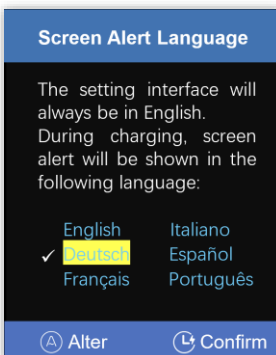 Screen Alert Language
The setting interface will
always be in English.
During charging, screen
alert will be shown in the
following language:
English Italiano
✓ Deutsch Español
Français Português
A Alter Confirm